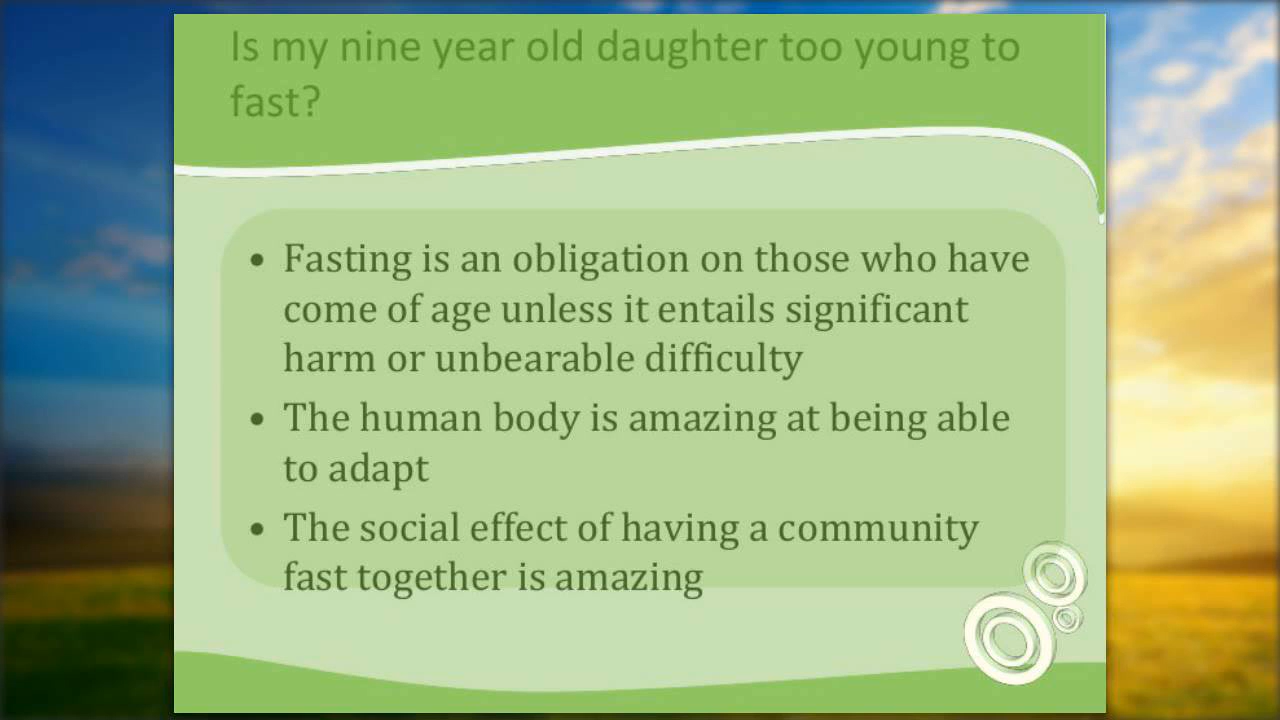 Is my nine year old daughter too young to
fast?
• Fasting is an obligation on those who have
come of age unless it entails significant
harm or unbearable difficulty
• The human body is amazing at being able
to adapt
• The social effect of having a community
fast together is amazing